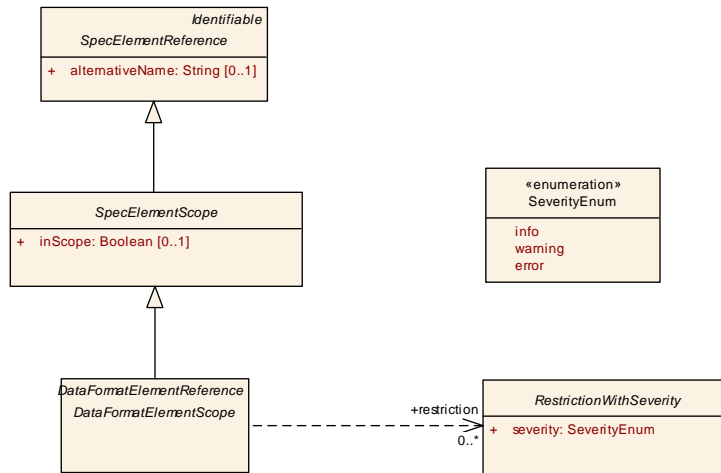 Identifiable
SpecElementReference
+ alternativeName: String [0..1]
SpecElementScope
+ inScope: Boolean [0..1]
«enumeration»
SeverityEnum
info
warning
error
DataFormatElementReference
DataFormatElementScope
+restriction
0..*
RestrictionWithSeverity
+ severity: SeverityEnum